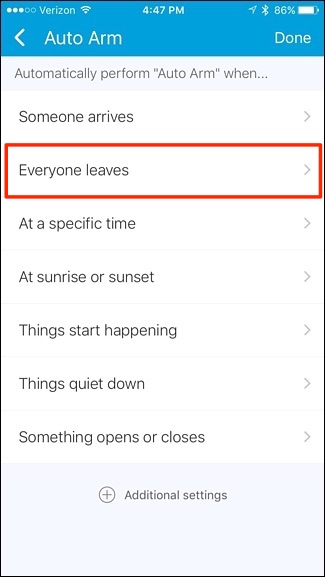 Verizon 4:47 PM 86%
Auto Arm Done
Automatically perform "Auto Arm" when...
Someone arrives
Everyone leaves
At a specific time
At sunrise or sunset
Things start happening
Things quiet down
Something opens or closes
Additional settings